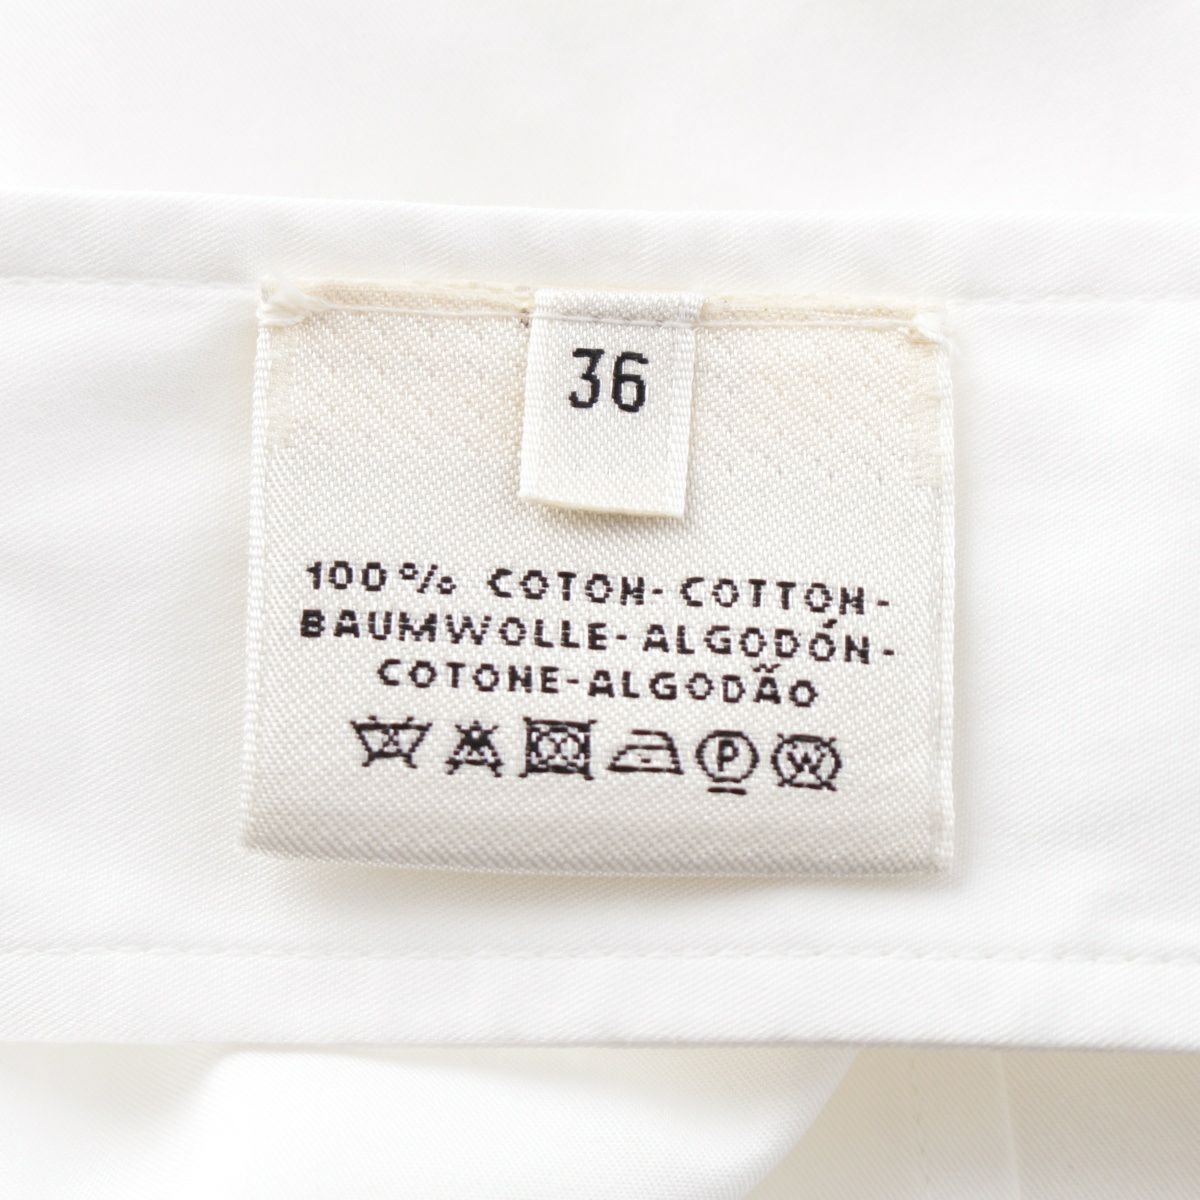 36
100% COTON - COTTON -
BAUMWOLLE - ALGODÓN -
COTONE - ALGODÃO
P W